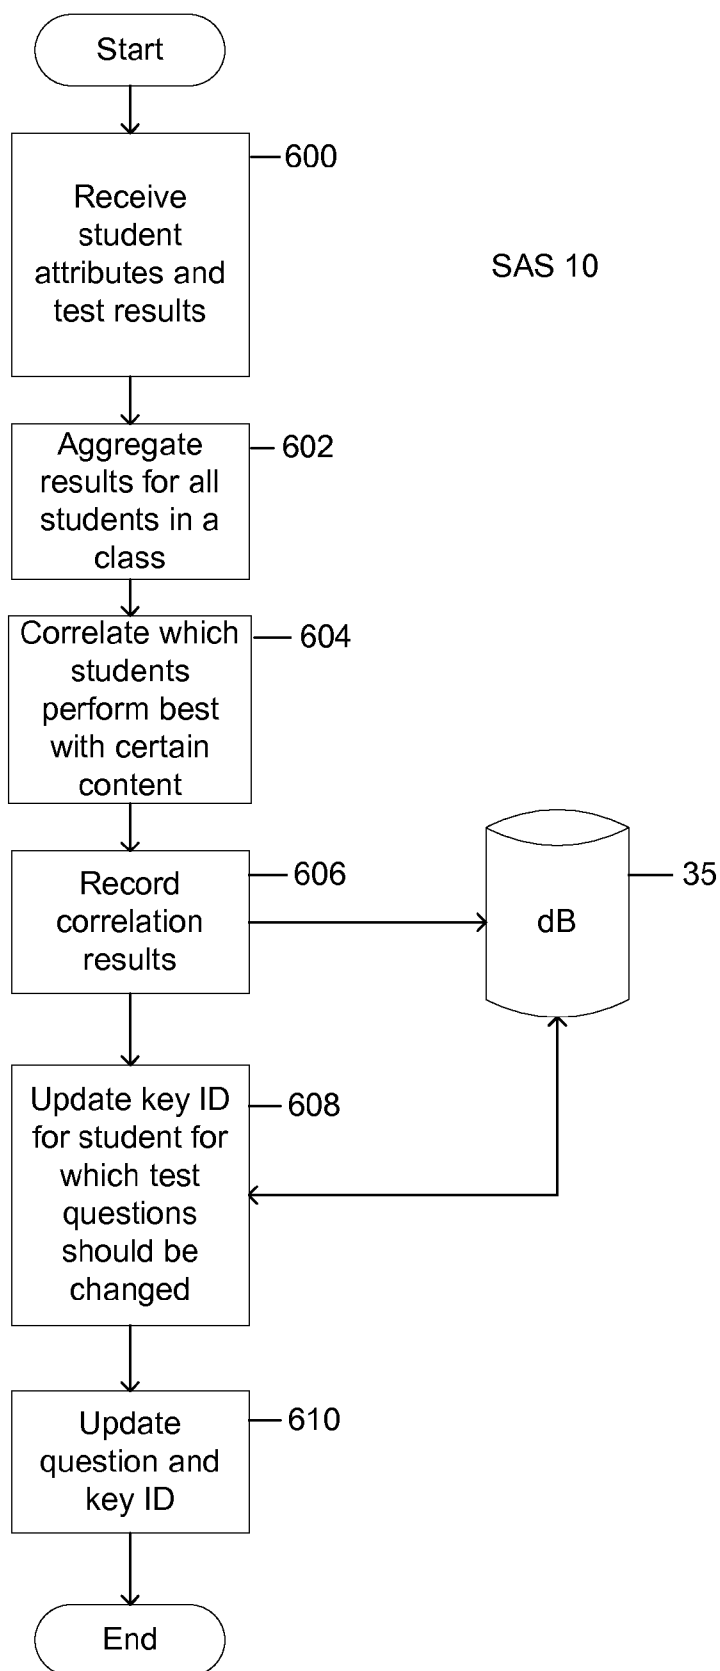 Start
600
Receive
student
attributes and
test results
SAS 10
Aggregate
results for all
students in a
class
602
Correlate which
students
perform best
with certain
content
604
Record
correlation
results
606
dB
35
Update key ID
for student for
which test
questions
should be
changed
608
Update
question and
key ID
610
End